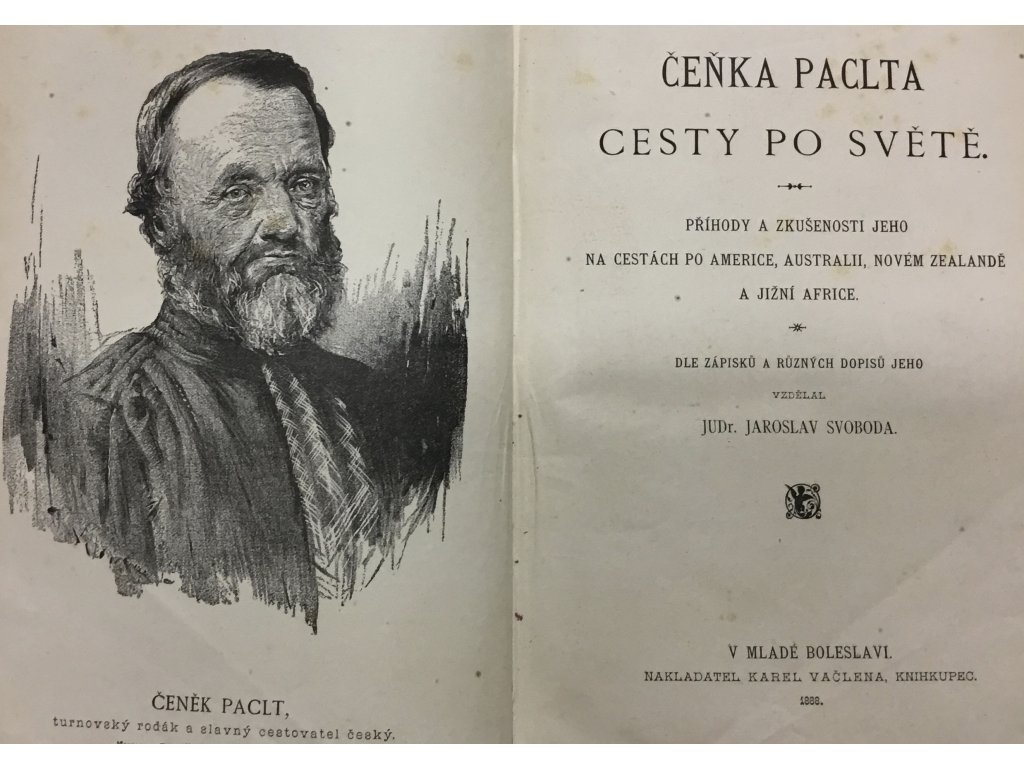 ČENĚK PACLT,
turnovský rodák a slavný cestovatel český.
ČEŇKA PACLTA
CESTY PO SVĚTĚ.
PŘÍHODY A ZKUŠENOSTI JEHO
NA CESTÁCH PO AMERICE, AUSTRALII, NOVÉM ZEALANDĚ
A JIŽNÍ AFRICE.
DLE ZÁPISKŮ A RŮZNÝCH DOPISŮ JEHO
VZDĚLAL
JUDr. JAROSLAV SVOBODA.
V MLADÉ BOLESLAVI.
NAKLADATEL KAREL VAČLENA, KNIHKUPEC.
1888.